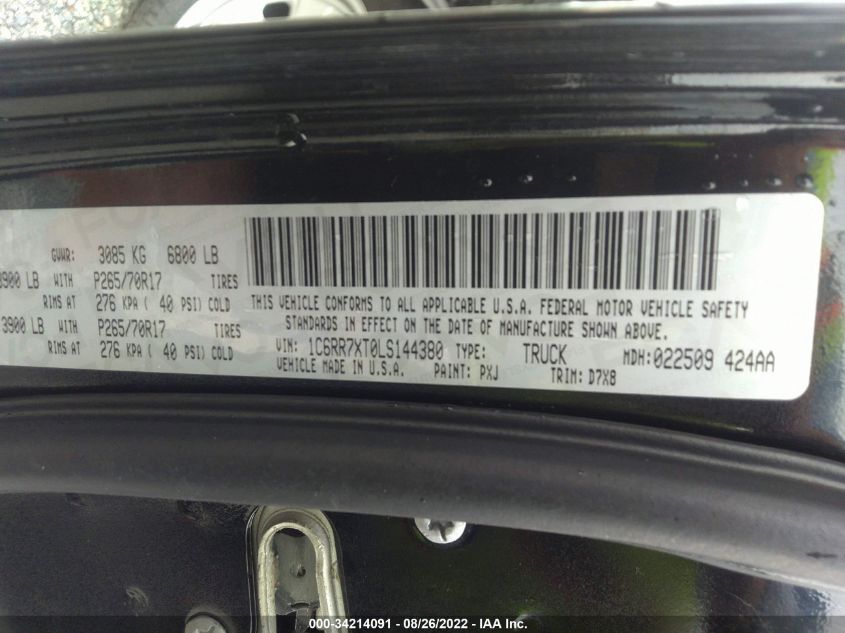 GVWR: 3085 KG 6800 LB
3900 LB WITH P265/70R17 TIRES
RIMS AT 276 KPA ( 40 PSI) COLD
3900 LB WITH P265/70R17 TIRES
RIMS AT 276 KPA ( 40 PSI) COLD
THIS VEHICLE CONFORMS TO ALL APPLICABLE U.S.A. FEDERAL MOTOR VEHICLE SAFETY
STANDARDS IN EFFECT ON THE DATE OF MANUFACTURE SHOWN ABOVE.
VIN: 1C6RR7XT0LS144380 TYPE: TRUCK MDH:022509 424AA
VEHICLE MADE IN U.S.A. PAINT: PXJ TRIM: D7X8
000-34214091 - 08/26/2022 - IAA Inc.